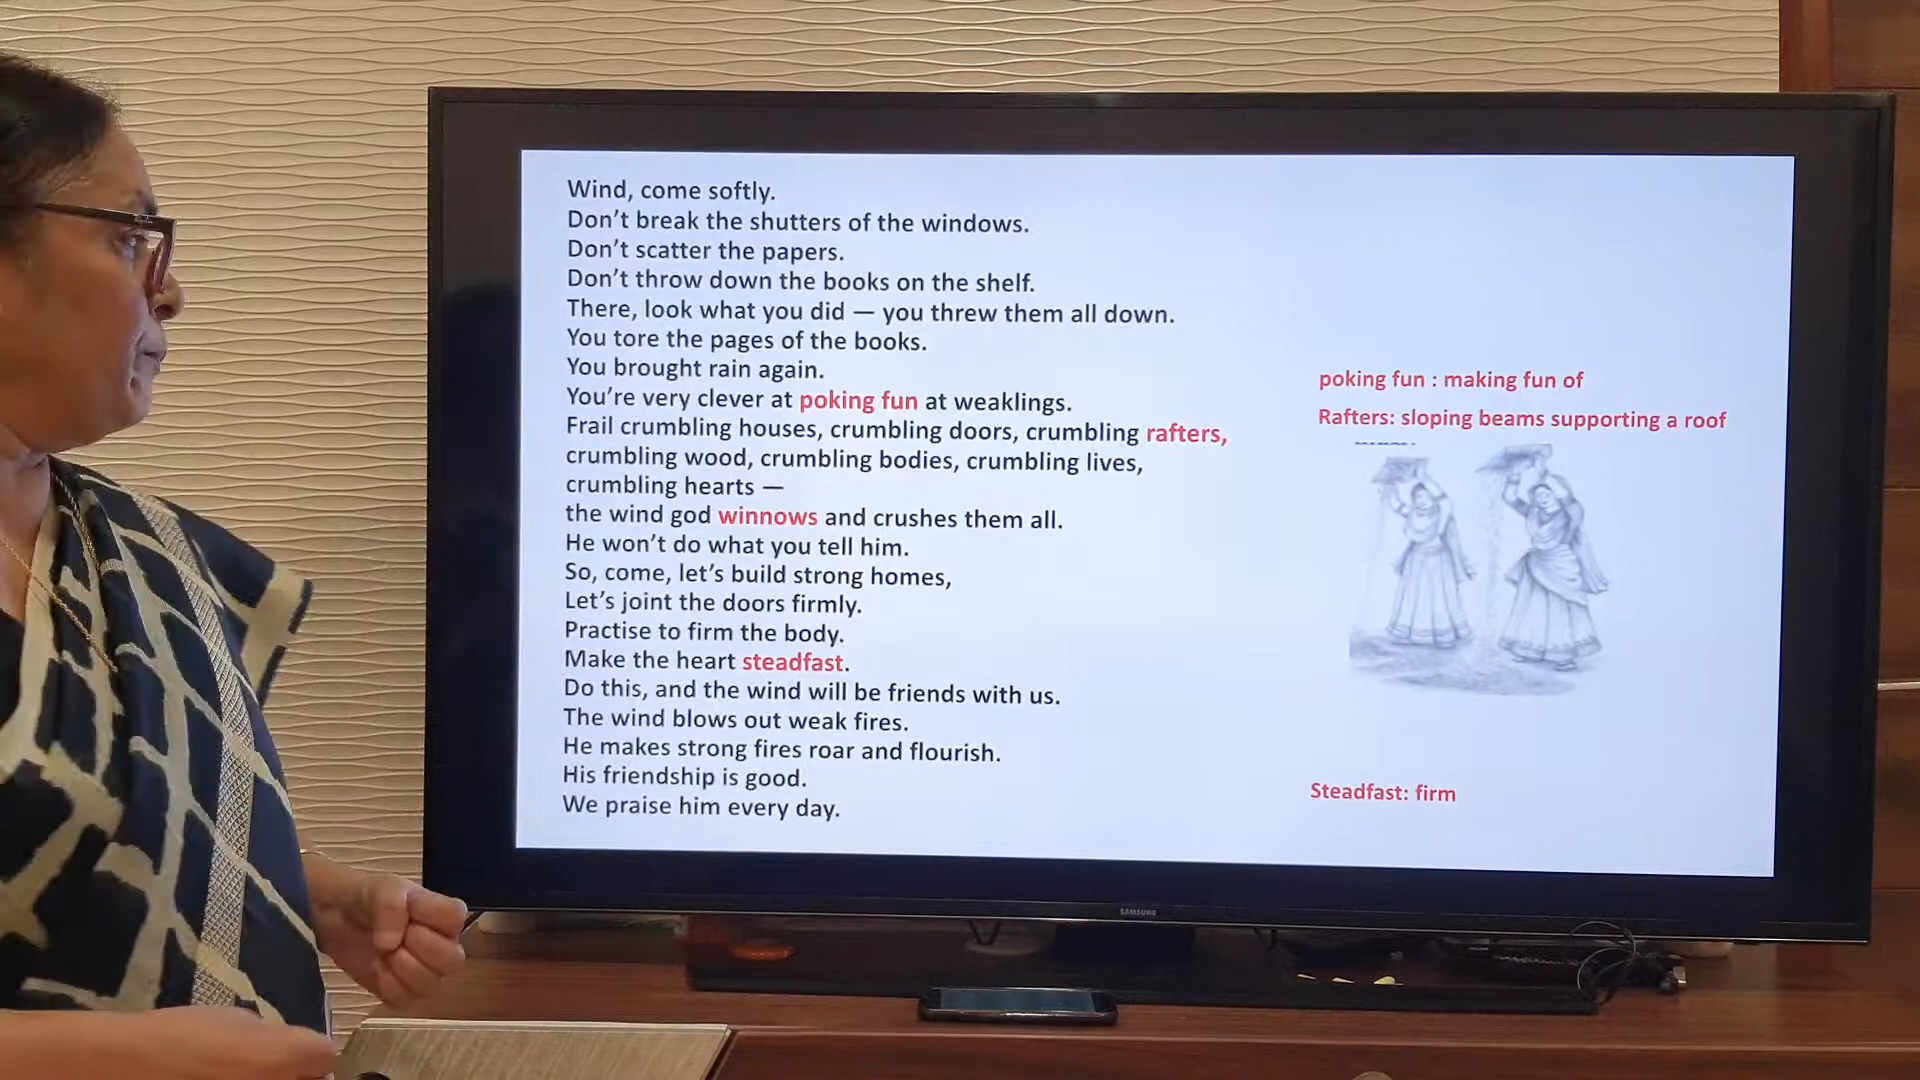 Wind, come softly.
Don't break the shutters of the windows.
Don't scatter the papers.
Don't throw down the books on the shelf.
There, look what you did — you threw them all down.
You tore the pages of the books.
You brought rain again.
You're very clever at poking fun at weaklings.
Frail crumbling houses, crumbling doors, crumbling rafters,
crumbling wood, crumbling bodies, crumbling lives,
crumbling hearts —
the wind god winnows and crushes them all.
He won't do what you tell him.
So, come, let's build strong homes,
Let's joint the doors firmly.
Practise to firm the body.
Make the heart steadfast.
Do this, and the wind will be friends with us.
The wind blows out weak fires.
He makes strong fires roar and flourish.
His friendship is good.
We praise him every day.
poking fun : making fun of
Rafters: sloping beams supporting a roof
Steadfast: firm
SAMSUNG